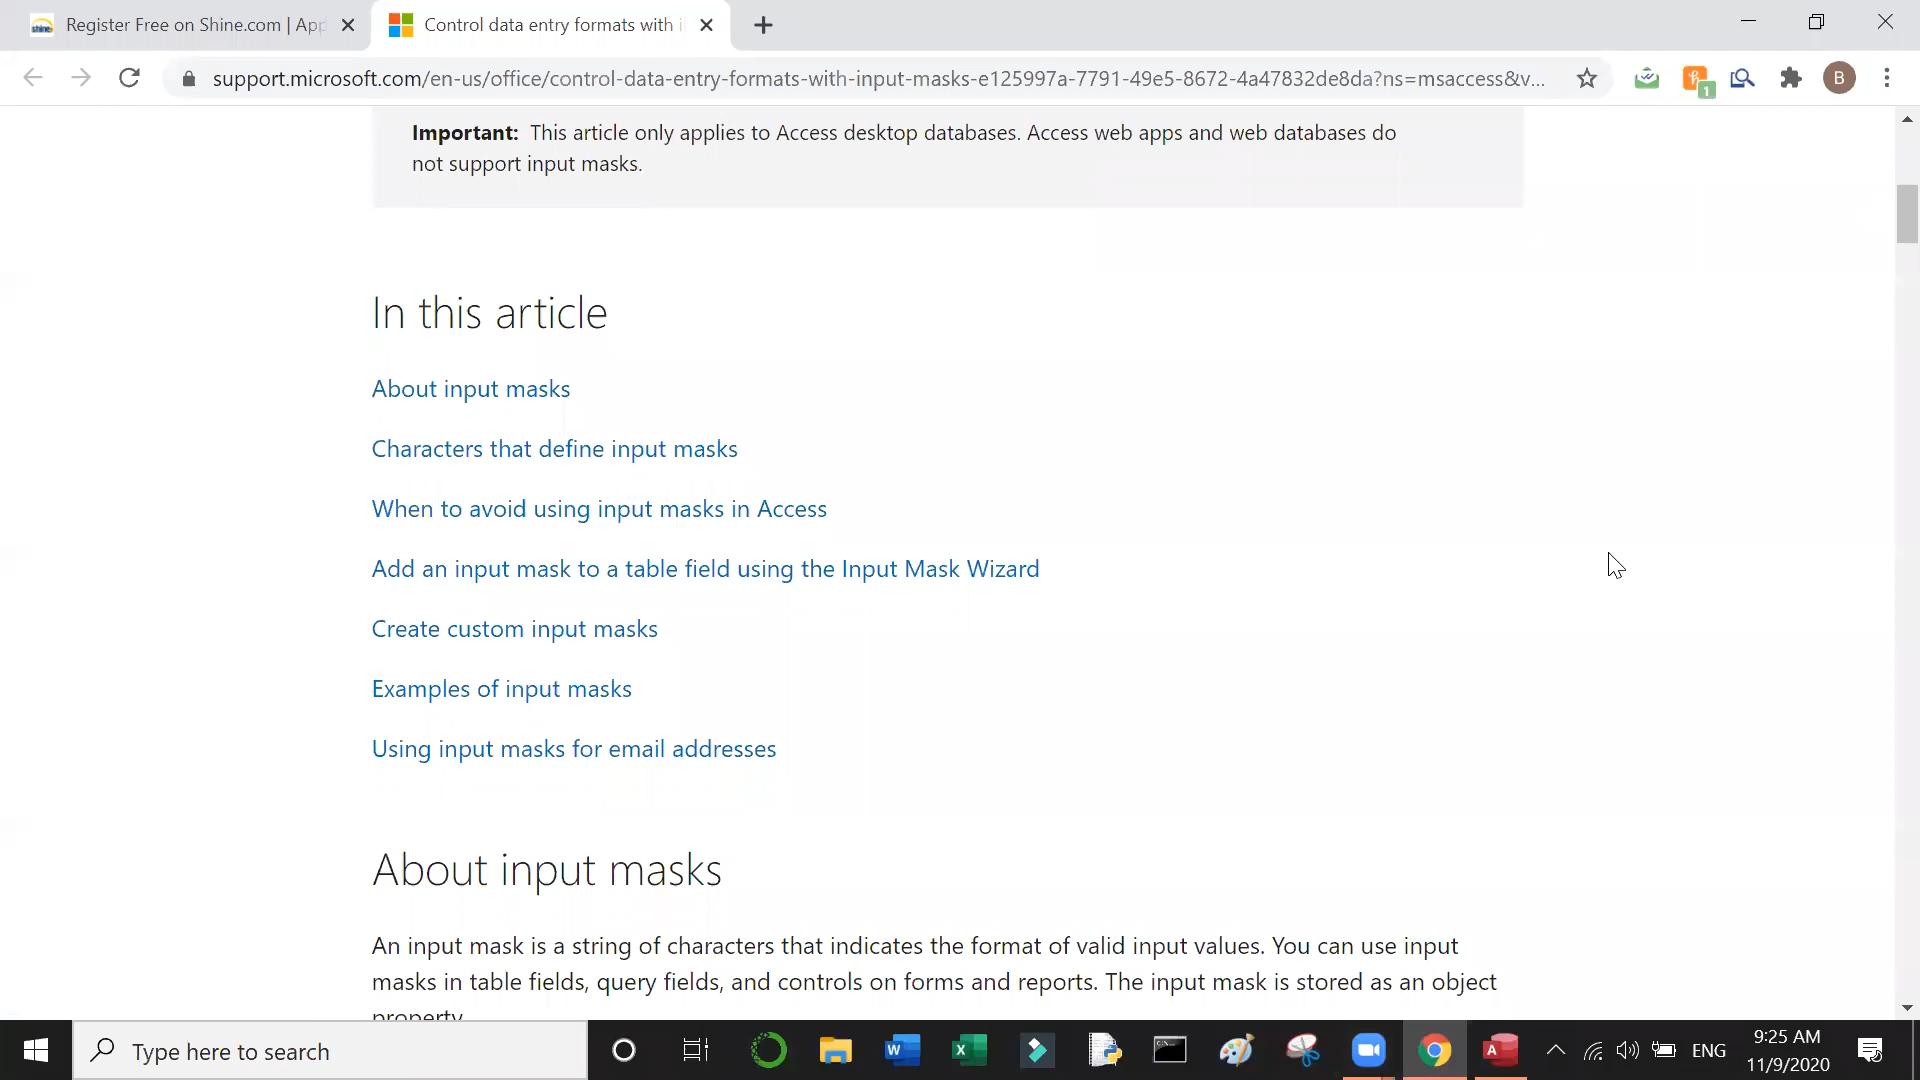 Register Free on Shine.com | App
Control data entry formats with i
support.microsoft.com/en-us/office/control-data-entry-formats-with-input-masks-e125997a-7791-49e5-8672-4a47832de8da?ns=msaccess&v...
1
B
Important: This article only applies to Access desktop databases. Access web apps and web databases do
not support input masks.
In this article
About input masks
Characters that define input masks
When to avoid using input masks in Access
Add an input mask to a table field using the Input Mask Wizard
Create custom input masks
Examples of input masks
Using input masks for email addresses
About input masks
An input mask is a string of characters that indicates the format of valid input values. You can use input
masks in table fields, query fields, and controls on forms and reports. The input mask is stored as an object
property.
Type here to search
ENG
9:25 AM
11/9/2020